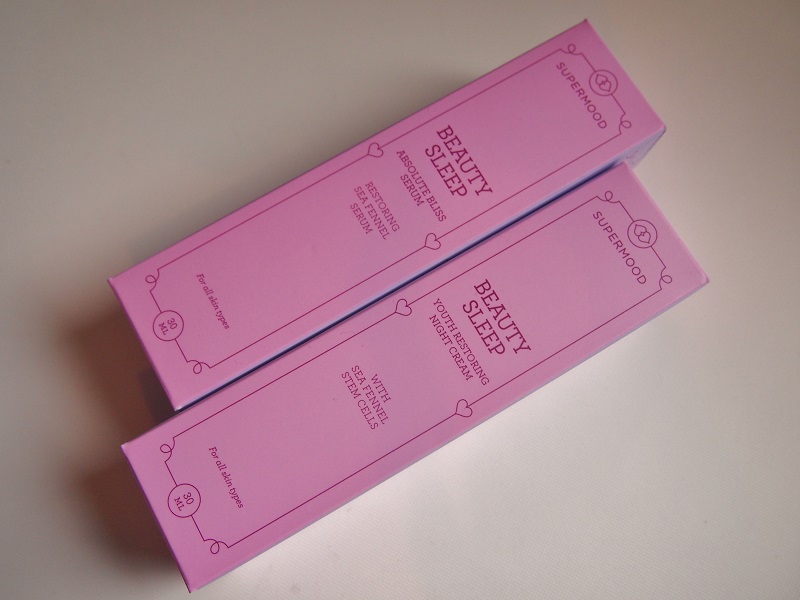 SUPERMOOD
BEAUTY
SLEEP
ABSOLUTE BLISS
SERUM
RESTORING
SEA FENNEL
SERUM
For all skin types
30
ML
SUPERMOOD
BEAUTY
SLEEP
YOUTH RESTORING
NIGHT CREAM
WITH
SEA FENNEL
STEM CELLS
For all skin types
30
ML